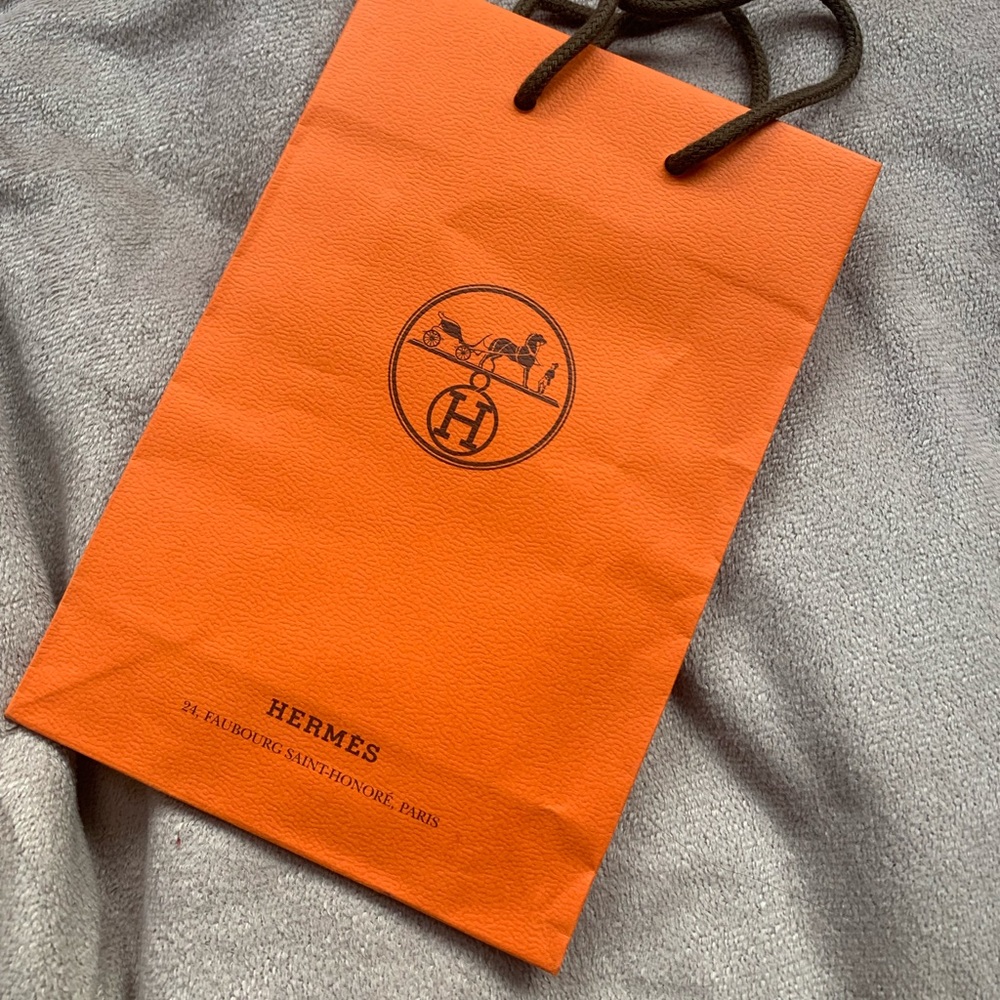 H
HERMÈS
24, FAUBOURG SAINT-HONORÉ, PARIS